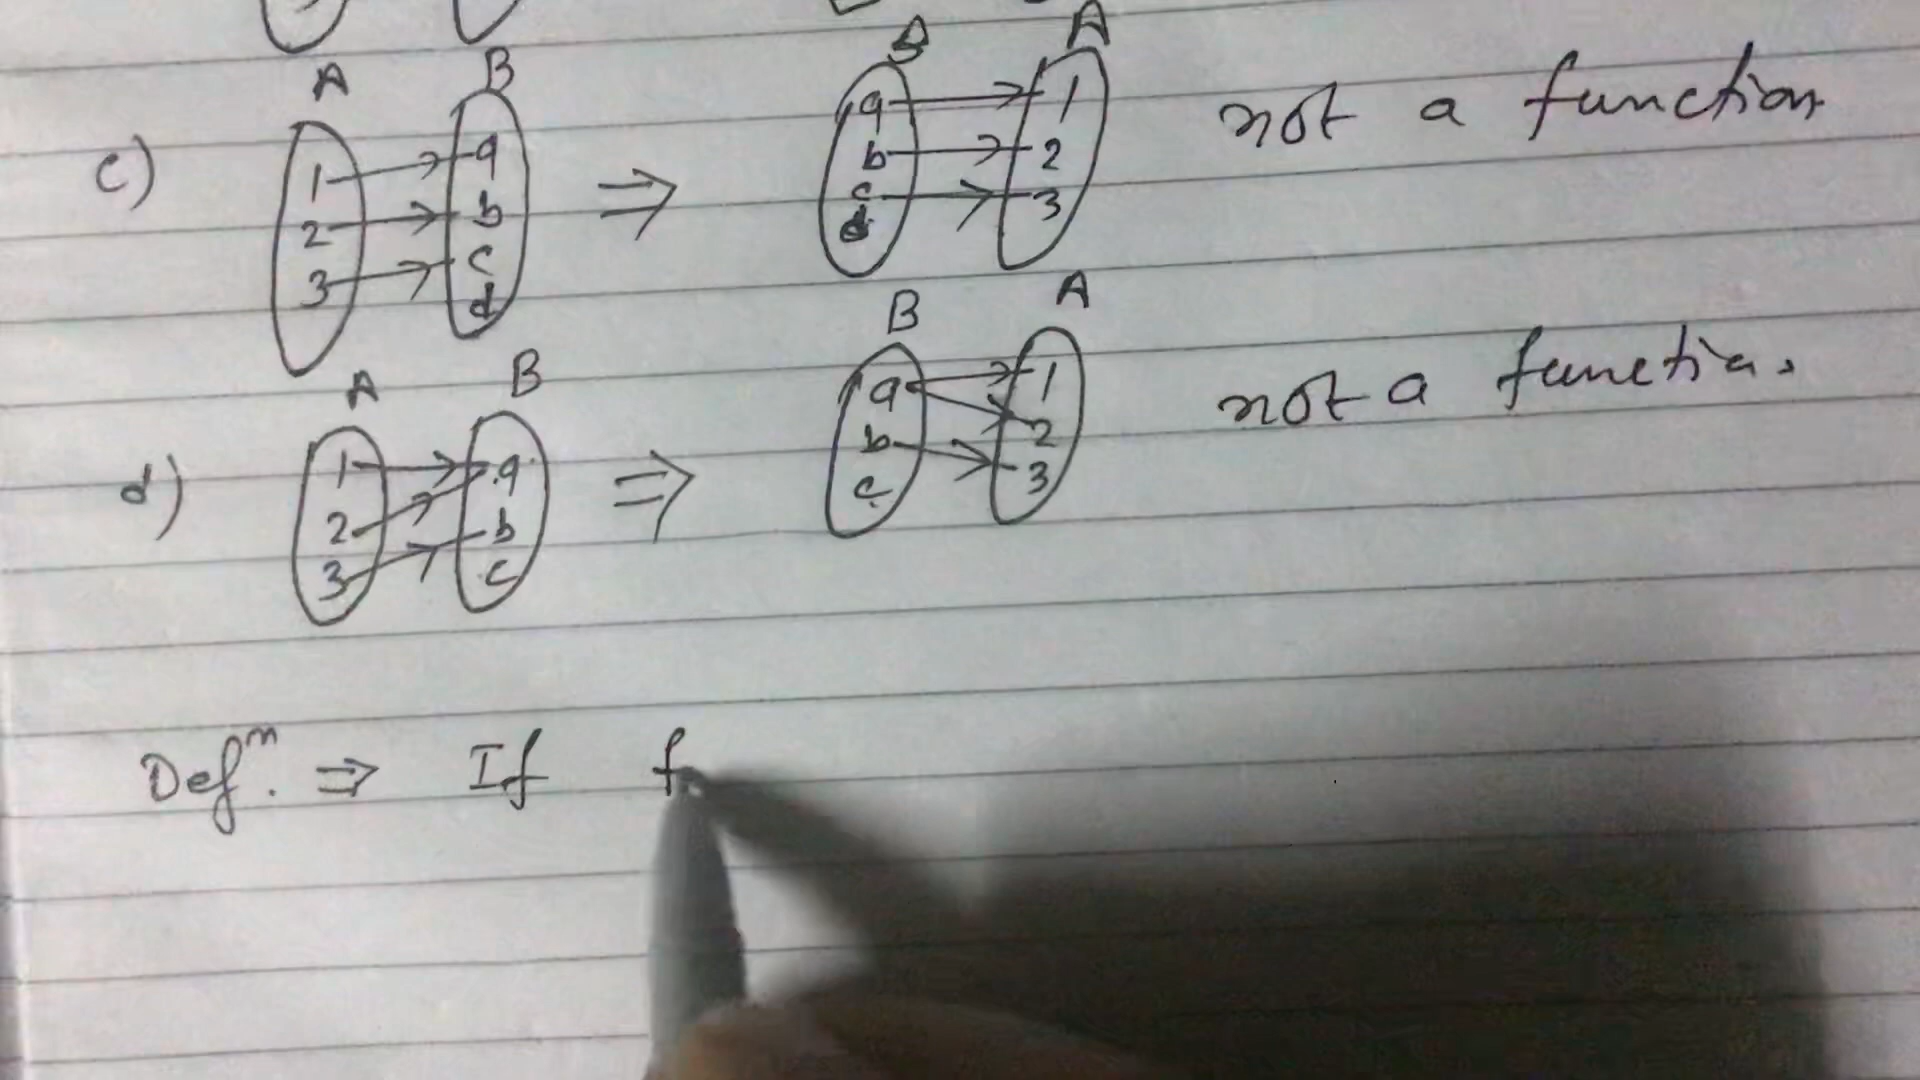 A B B A
c) 1 2 3 a b c d ⇒ a b c d 1 2 3 not a function
A B B A
d) 1 2 3 a b c ⇒ a b c 1 2 3 not a function.
Defⁿ. ⇒ If f